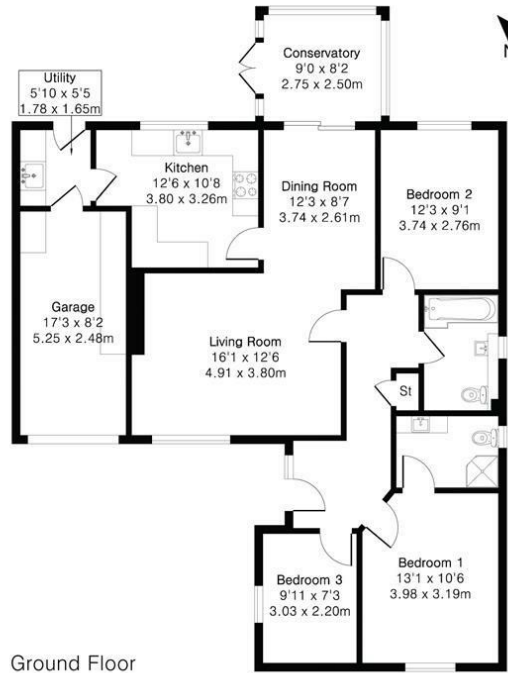 Conservatory
9'0 x 8'2
2.75 x 2.50m
N
Utility
5'10 x 5'5
1.78 x 1.65m
Kitchen
12'6 x 10'8
3.80 x 3.26m
Dining Room
12'3 x 8'7
3.74 x 2.61m
Bedroom 2
12'3 x 9'1
3.74 x 2.76m
Garage
17'3 x 8'2
5.25 x 2.48m
Living Room
16'1 x 12'6
4.91 x 3.80m
St
Bedroom 3
9'11 x 7'3
3.03 x 2.20m
Bedroom 1
13'1 x 10'6
3.98 x 3.19m
Ground Floor